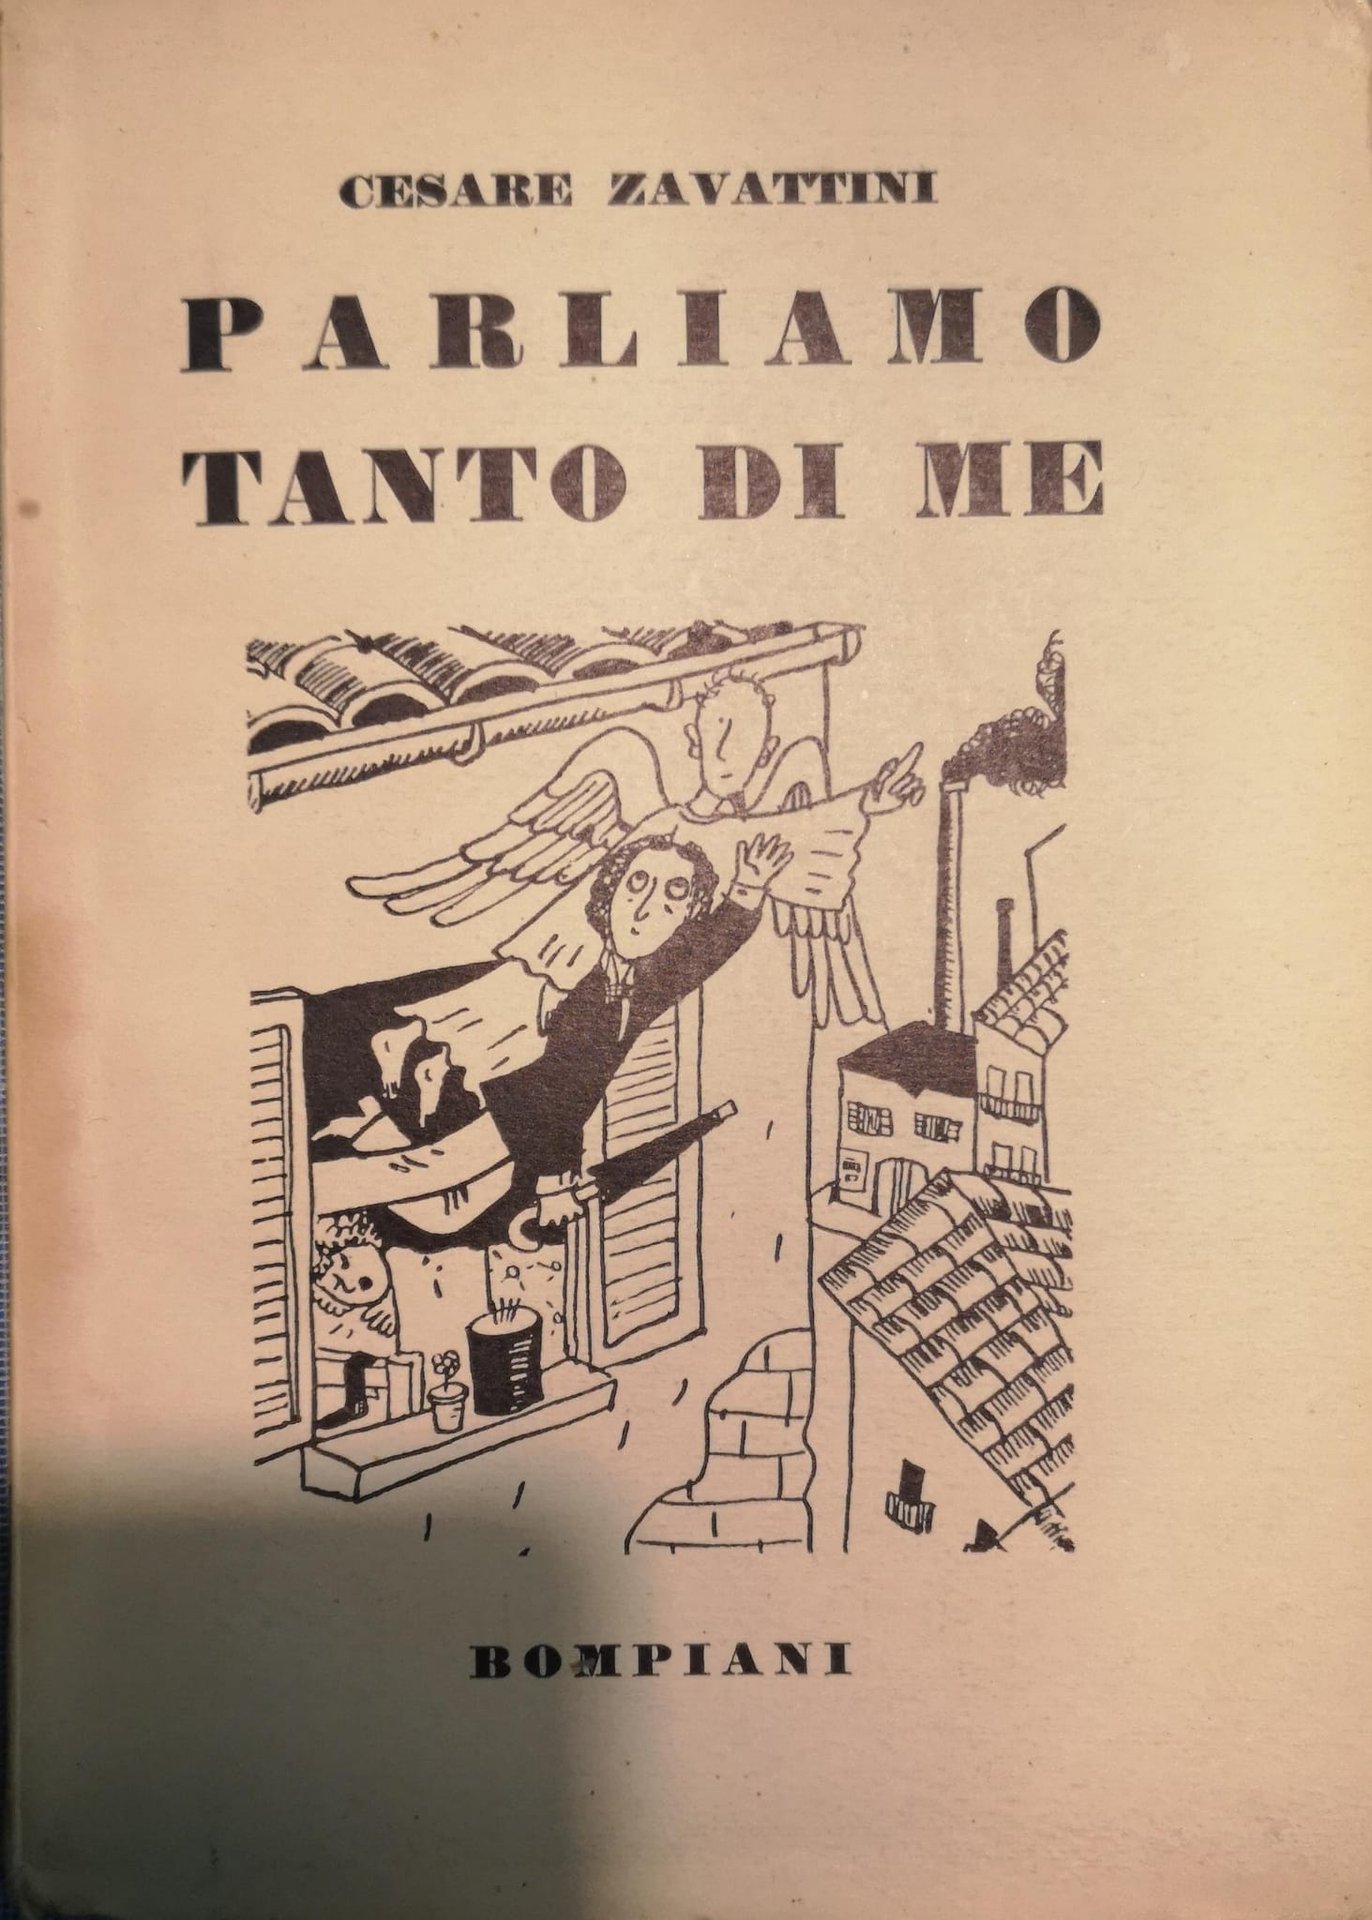 CESARE ZAVATTINI
PARLIAMO
TANTO DI ME
BOMPIANI